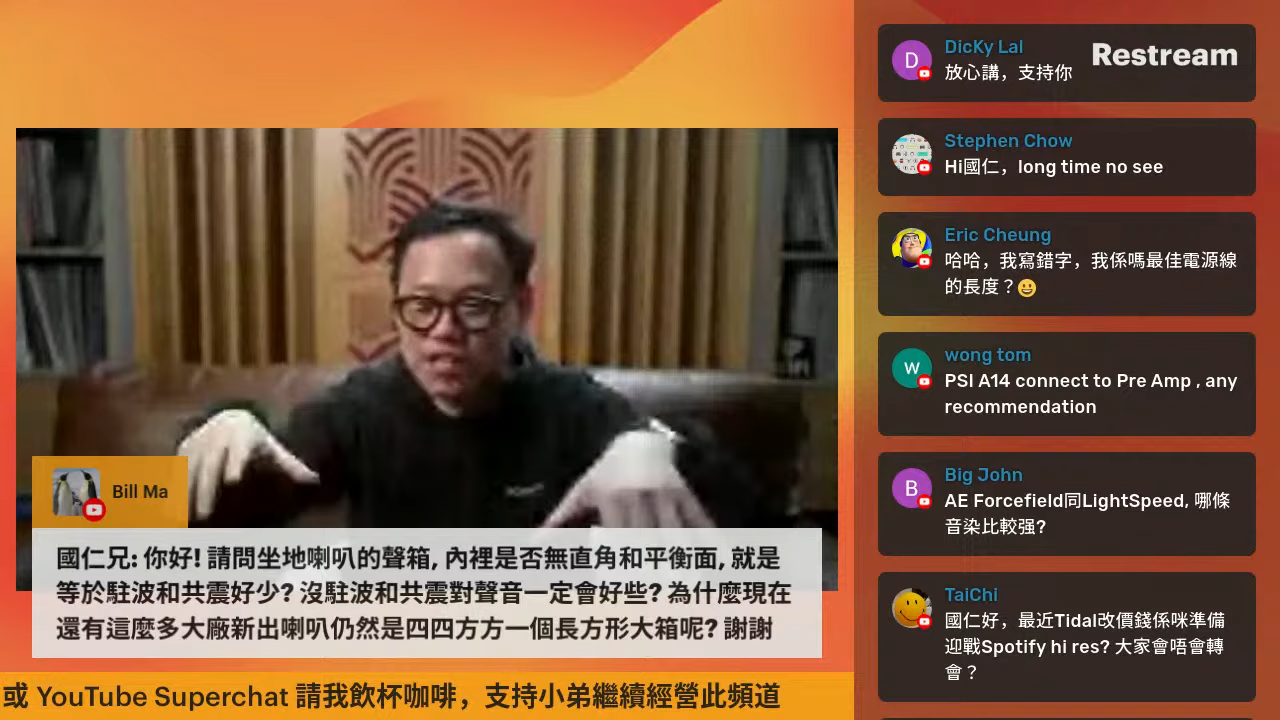 Bill Ma
國仁兄: 你好! 請問坐地喇叭的聲箱, 內裡是否無直角和平衡面, 就是
等於駐波和共震好少? 沒駐波和共震對聲音一定會好些? 為什麼現在
還有這麼多大廠新出喇叭仍然是四四方方一個長方形大箱呢? 謝謝
或 YouTube Superchat 請我飲杯咖啡，支持小弟繼續經營此頻道
Restream
D
DicKy Lal
放心講，支持你
Stephen Chow
Hi國仁，long time no see
Eric Cheung
哈哈，我寫錯字，我係嗎最佳電源線
的長度？😀
W
wong tom
PSI A14 connect to Pre Amp , any
recommendation
B
Big John
AE Forcefield同LightSpeed, 哪條
音染比較强?
TaiChi
國仁好，最近Tidal改價錢係咪準備
迎戰Spotify hi res? 大家會唔會轉
會？